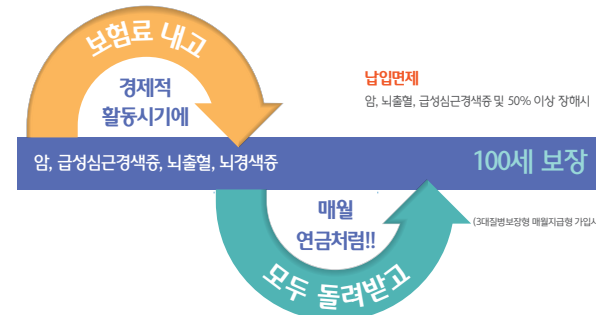 보험료 내고
경제적
활동시기에
납입면제
암, 뇌출혈, 급성심근경색증 및 50% 이상 장해시
암, 급성심근경색증, 뇌출혈, 뇌경색증
100세 보장
매월
연금처럼!!
(3대질병보장형 매월지급형 가입시
모두 돌려받고